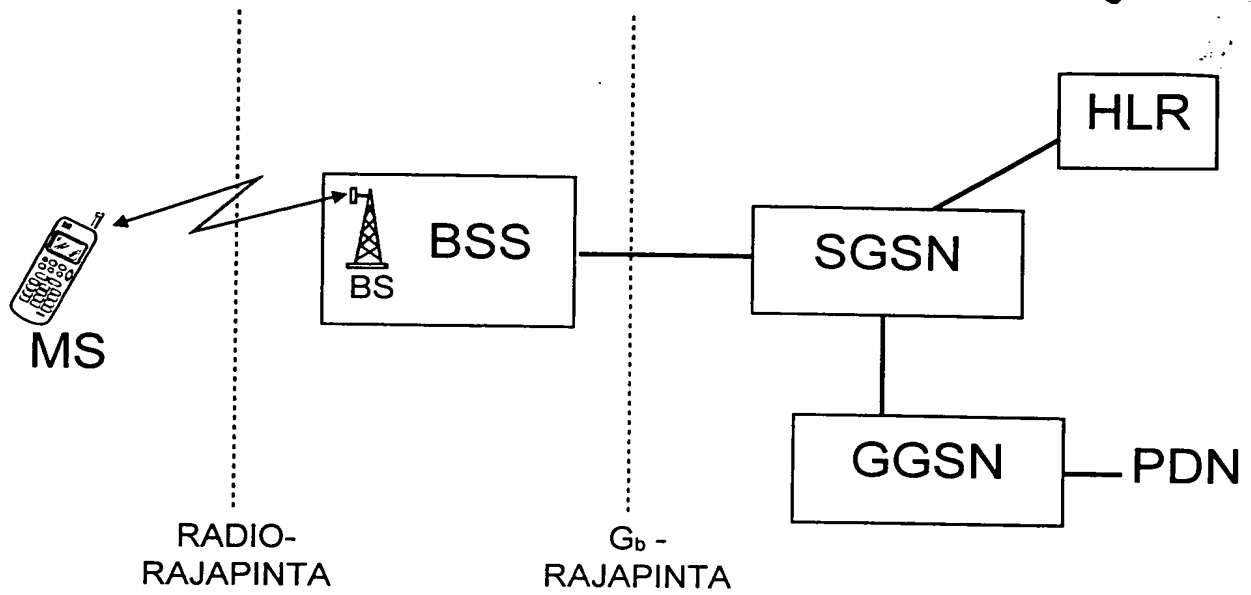 HLR
BSS
BS
MS
SGSN
GGSN
PDN
RADIO-
RAJAPINTA
Gb -
RAJAPINTA